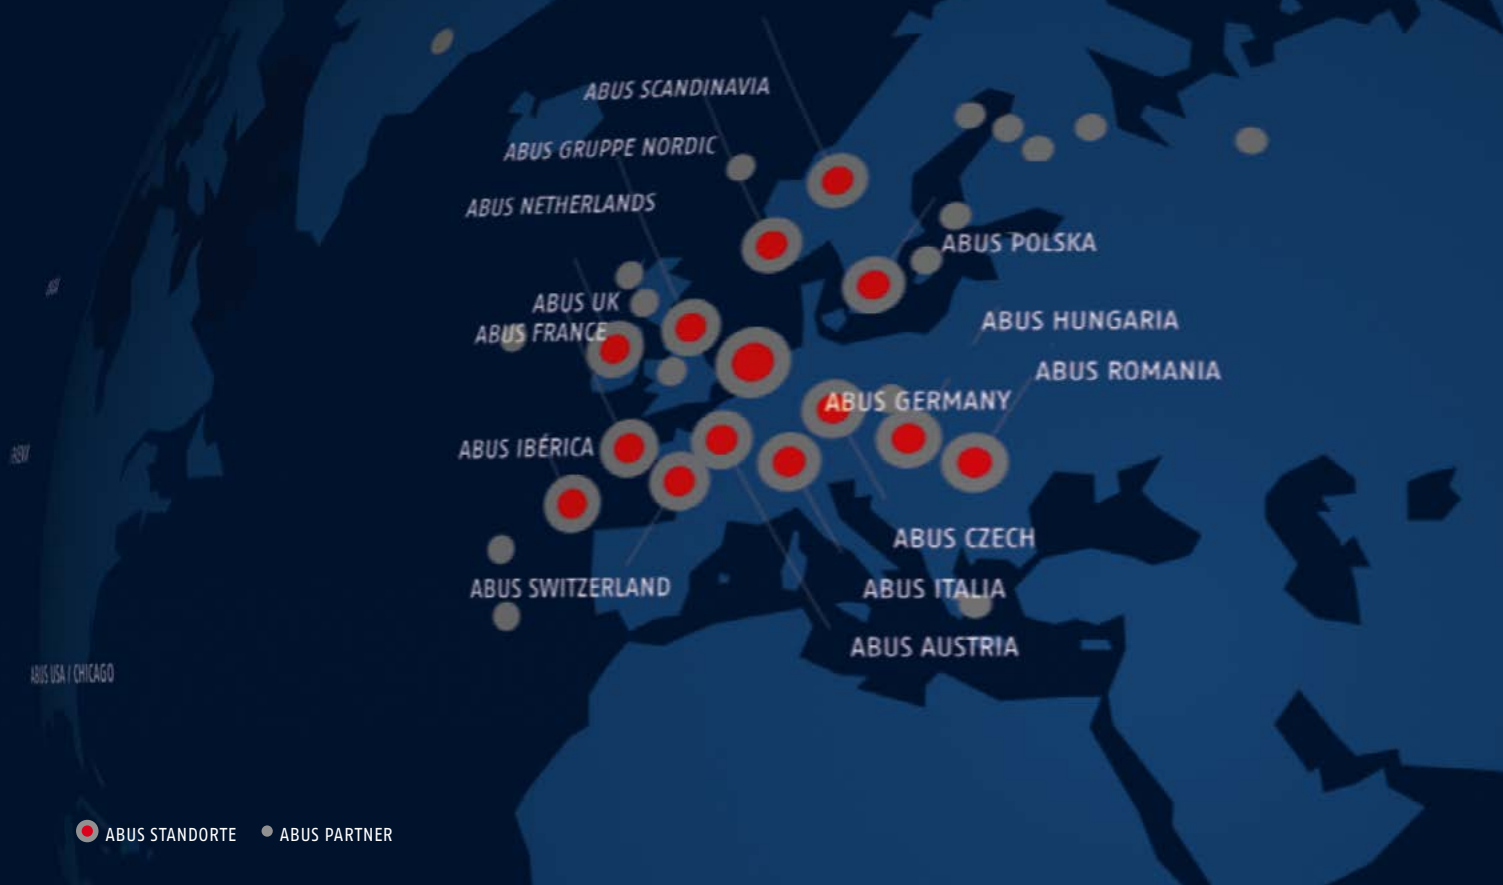 ABUS SCANDINAVIA
ABUS GRUPPE NORDIC
ABUS NETHERLANDS
ABUS POLSKA
ABUS UK
ABUS FRANCE
ABUS HUNGARIA
ABUS ROMANIA
ABUS GERMANY
ABUS IBÉRICA
ABUS CZECH
ABUS SWITZERLAND
ABUS ITALIA
ABUS AUSTRIA
ABUS USA / CHICAGO
ABUS STANDORTE
ABUS PARTNER